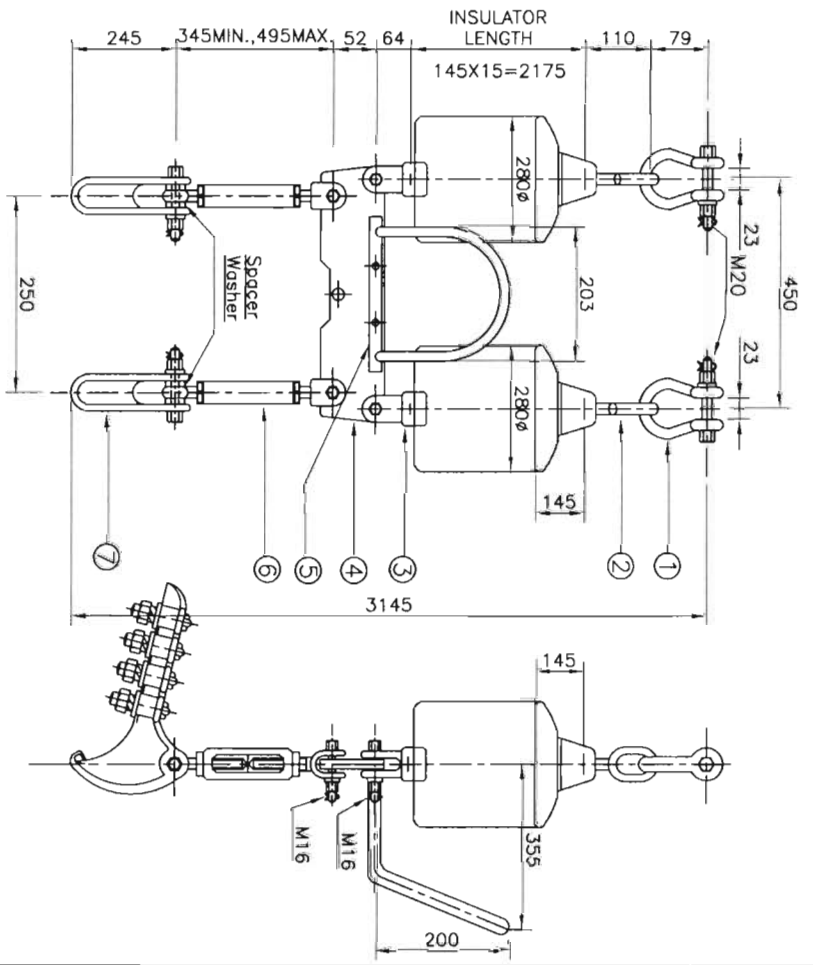 INSULATOR
LENGTH
245
345MIN.,495MAX.
52
64
110
79
145X15=2175
280ø
23
M20
450
203
Spacer
Washer
250
23
280ø
145
⑦
⑥
⑤
④
③
②
①
3145
145
M16
M16
355
200